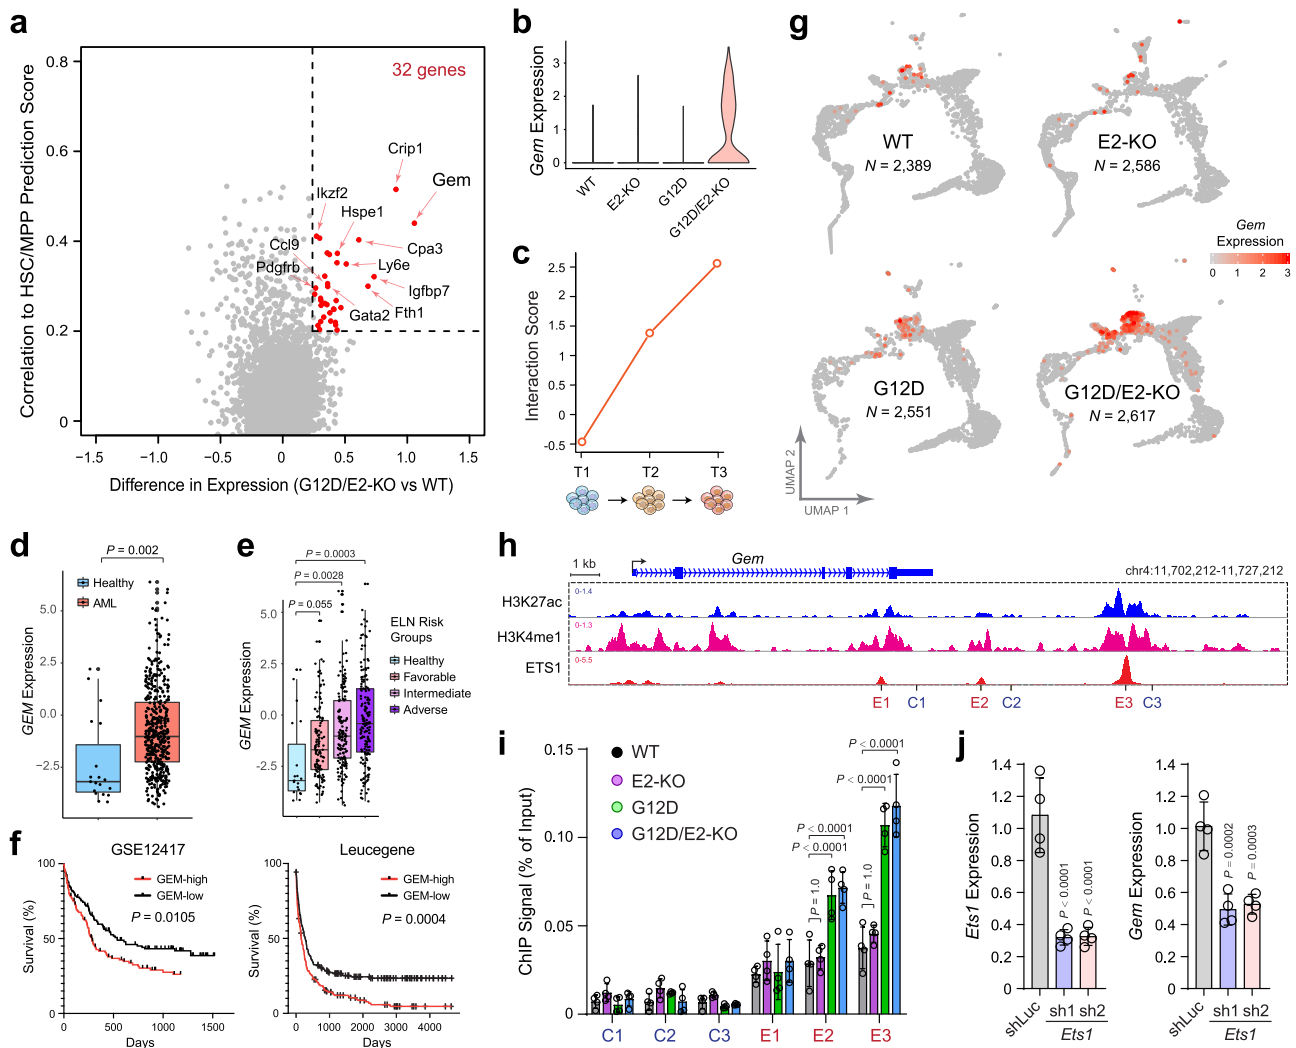 a
Correlation to HSC/MPP Prediction Score
0.8
0.6
0.4
0.2
0
32 genes
Crip1
Gem
Ikzf2
Hspe1
Ccl9
Cpa3
Pdgfrb
Ly6e
Igfbp7
Gata2
Fth1
−1.5
−1.0
−0.5
0.0
0.5
1.0
1.5
Difference in Expression (G12D/E2-KO vs WT)
b
Gem Expression
3
2
1
0
WT
E2-KO
G12D
G12D/E2-KO
c
Interaction Score
2.5
2
1.5
1
0.5
0
-0.5
T1
T2
T3
g
WT
N = 2,389
E2-KO
N = 2,586
Gem
Expression
0 1 2 3
G12D
N = 2,551
G12D/E2-KO
N = 2,617
UMAP 2
UMAP 1
d
P = 0.002
GEM Expression
5.0
2.5
0.0
−2.5
Healthy
AML
e
P = 0.0003
P = 0.0028
P = 0.055
GEM Expression
5.0
2.5
0.0
−2.5
ELN Risk
Groups
Healthy
Favorable
Intermediate
Adverse
f
GSE12417
Survival (%)
100
50
0
GEM-high
GEM-low
P = 0.0105
0
500
1000
1500
Days
Leucegene
Survival (%)
100
50
0
GEM-high
GEM-low
P = 0.0004
0
1000
2000
3000
4000
Days
h
Gem
1 kb
chr4:11,702,212-11,727,212
H3K27ac
0-1.4
H3K4me1
0-1.3
ETS1
0-5.5
E1
C1
E2
C2
E3
C3
i
ChIP Signal (% of Input)
0.15
0.10
0.05
0
WT
E2-KO
G12D
G12D/E2-KO
P < 0.0001
P < 0.0001
P < 0.0001
P < 0.0001
P = 1.0
P = 1.0
C1
C2
C3
E1
E2
E3
j
Ets1 Expression
1.4
1.2
1.0
0.8
0.6
0.4
0.2
0
P < 0.0001
P < 0.0001
shLuc
sh1 sh2
Ets1
Gem Expression
1.4
1.2
1.0
0.8
0.6
0.4
0.2
0
P = 0.0002
P = 0.0003
shLuc
sh1 sh2
Ets1